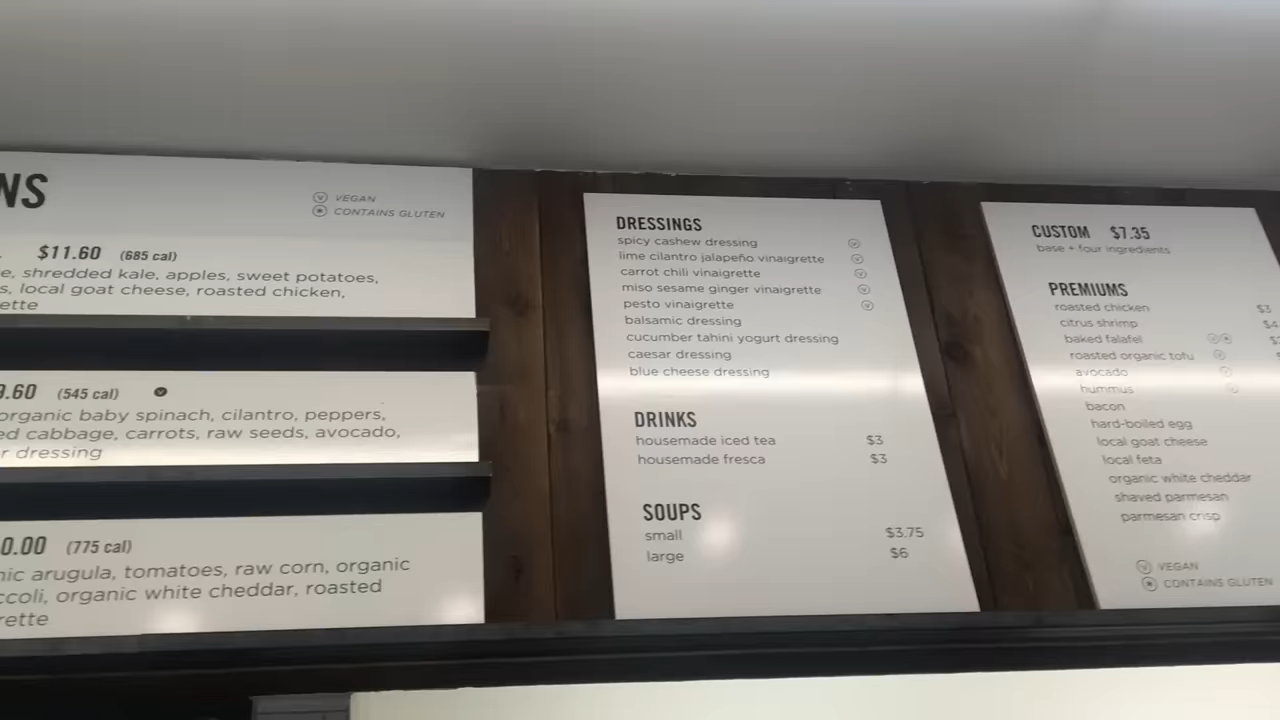 NS
VEGAN
CONTAINS GLUTEN
$11.60 (685 cal)
shredded kale, apples, sweet potatoes,
local goat cheese, roasted chicken,
ette
9.60 (545 cal)
organic baby spinach, cilantro, peppers,
ed cabbage, carrots, raw seeds, avocado,
r dressing
0.00 (775 cal)
nic arugula, tomatoes, raw corn, organic
ccoli, organic white cheddar, roasted
rette
DRESSINGS
spicy cashew dressing
lime cilantro jalapeño vinaigrette
carrot chili vinaigrette
miso sesame ginger vinaigrette
pesto vinaigrette
balsamic dressing
cucumber tahini yogurt dressing
caesar dressing
blue cheese dressing
DRINKS
housemade iced tea $3
housemade fresca $3
SOUPS
small $3.75
large $6
CUSTOM $7.35
base + four ingredients
PREMIUMS
roasted chicken $3
citrus shrimp $4
baked falafel
roasted organic tofu
avocado
hummus
bacon
hard-boiled egg
local goat cheese
local feta
organic white cheddar
shaved parmesan
parmesan crisp
VEGAN
CONTAINS GLUTEN